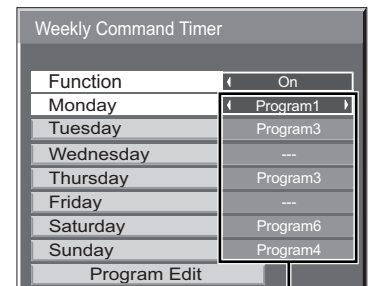 Weekly Command Timer
Function On
Monday Program1
Tuesday Program3
Wednesday ---
Thursday Program3
Friday ---
Saturday Program6
Sunday Program4
Program Edit